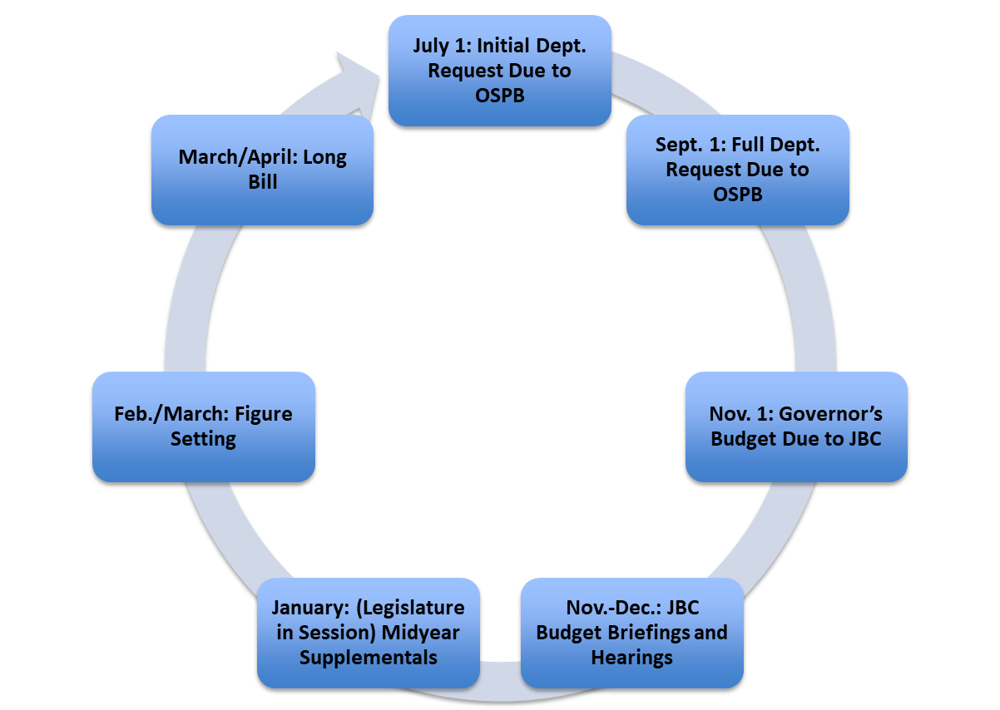 July 1: Initial Dept.
Request Due to
OSPB
Sept. 1: Full Dept.
Request Due to
OSPB
Nov. 1: Governor’s
Budget Due to JBC
Nov.-Dec.: JBC
Budget Briefings and
Hearings
January: (Legislature
in Session) Midyear
Supplementals
Feb./March: Figure
Setting
March/April: Long
Bill